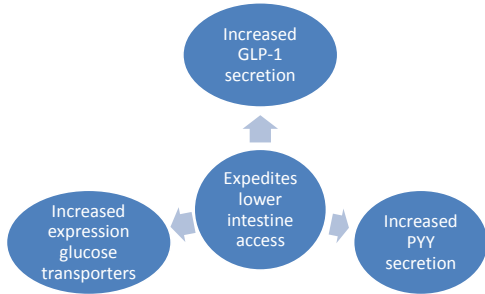 Increased
GLP-1
secretion
Expedites
lower
intestine
access
Increased
expression
glucose
transporters
Increased
PYY
secretion